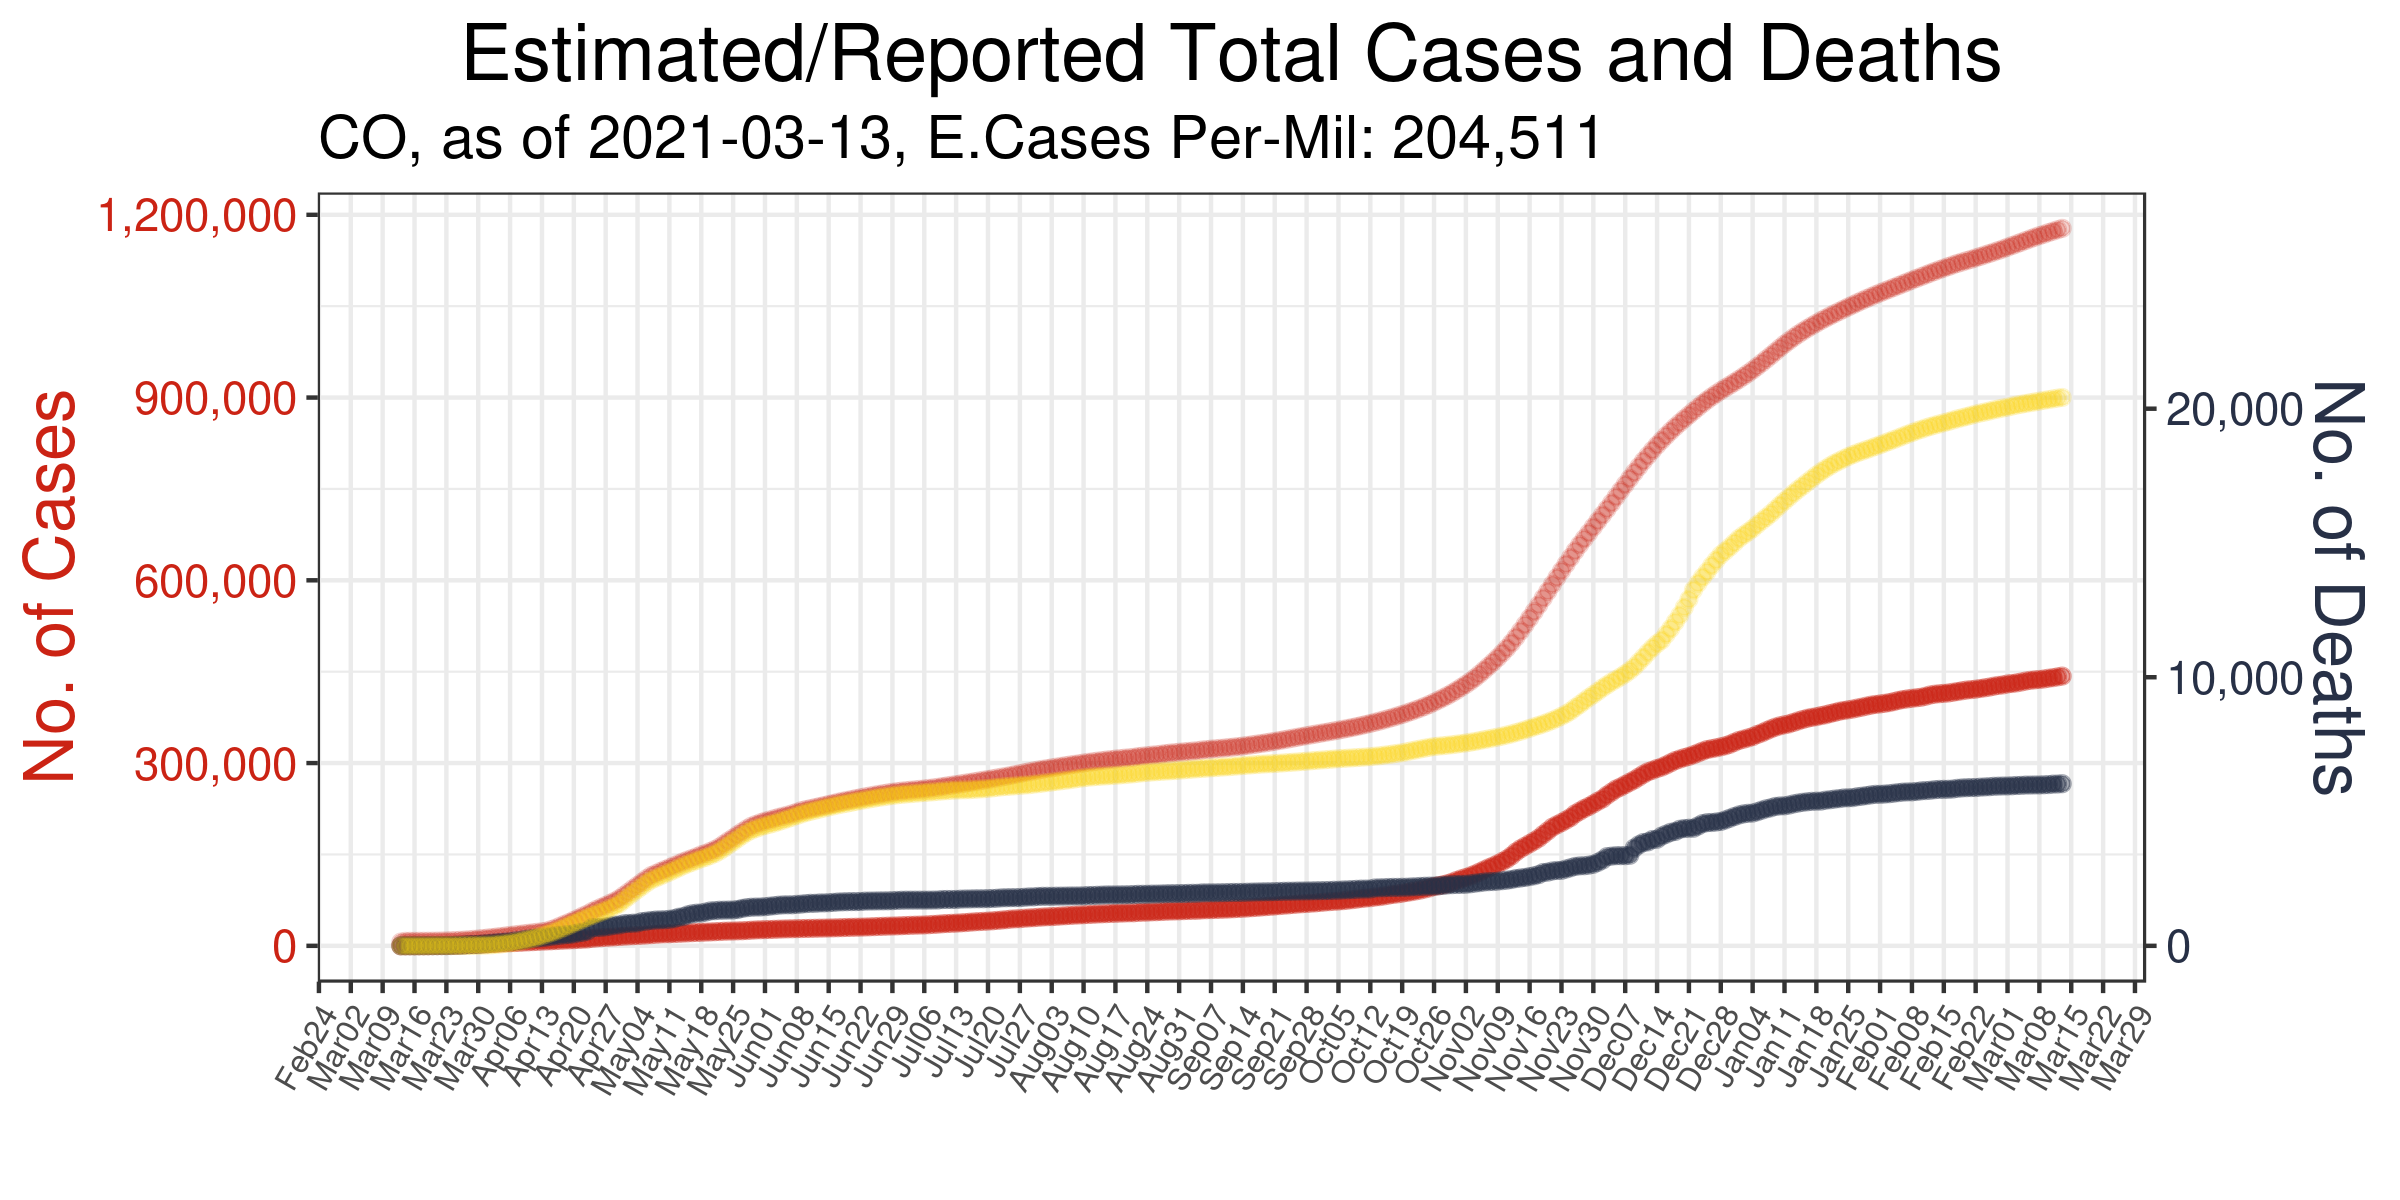 Estimated/Reported Total Cases and Deaths
CO, as of 2021-03-13, E.Cases Per-Mil: 204,511
No. of Cases
1,200,000
900,000
600,000
300,000
0
20,000
10,000
0
No. of Deaths
Feb24
Mar02
Mar09
Mar16
Mar23
Mar30
Apr06
Apr13
Apr20
Apr27
May04
May11
May18
May25
Jun01
Jun08
Jun15
Jun22
Jun29
Jul06
Jul13
Jul20
Jul27
Aug03
Aug10
Aug17
Aug24
Aug31
Sep07
Sep14
Sep21
Sep28
Oct05
Oct12
Oct19
Oct26
Nov02
Nov09
Nov16
Nov23
Nov30
Dec07
Dec14
Dec21
Dec28
Jan04
Jan11
Jan18
Jan25
Feb01
Feb08
Feb15
Feb22
Mar01
Mar08
Mar15
Mar22
Mar29